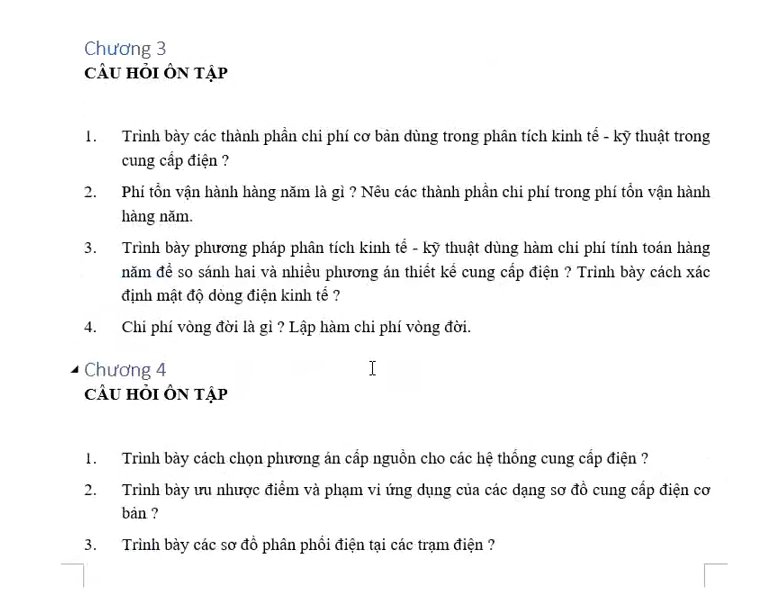 Chương 3
CÂU HỎI ÔN TẬP
1. Trình bày các thành phần chi phí cơ bản dùng trong phân tích kinh tế - kỹ thuật trong
cung cấp điện ?
2. Phí tổn vận hành hàng năm là gì ? Nêu các thành phần chi phí trong phí tổn vận hành
hàng năm.
3. Trình bày phương pháp phân tích kinh tế - kỹ thuật dùng hàm chi phí tính toán hàng
năm để so sánh hai và nhiều phương án thiết kế cung cấp điện ? Trình bày cách xác
định mật độ dòng điện kinh tế ?
4. Chi phí vòng đời là gì ? Lập hàm chi phí vòng đời.
Chương 4
CÂU HỎI ÔN TẬP
1. Trình bày cách chọn phương án cấp nguồn cho các hệ thống cung cấp điện ?
2. Trình bày ưu nhược điểm và phạm vi ứng dụng của các dạng sơ đồ cung cấp điện cơ
bản ?
3. Trình bày các sơ đồ phân phối điện tại các trạm điện ?